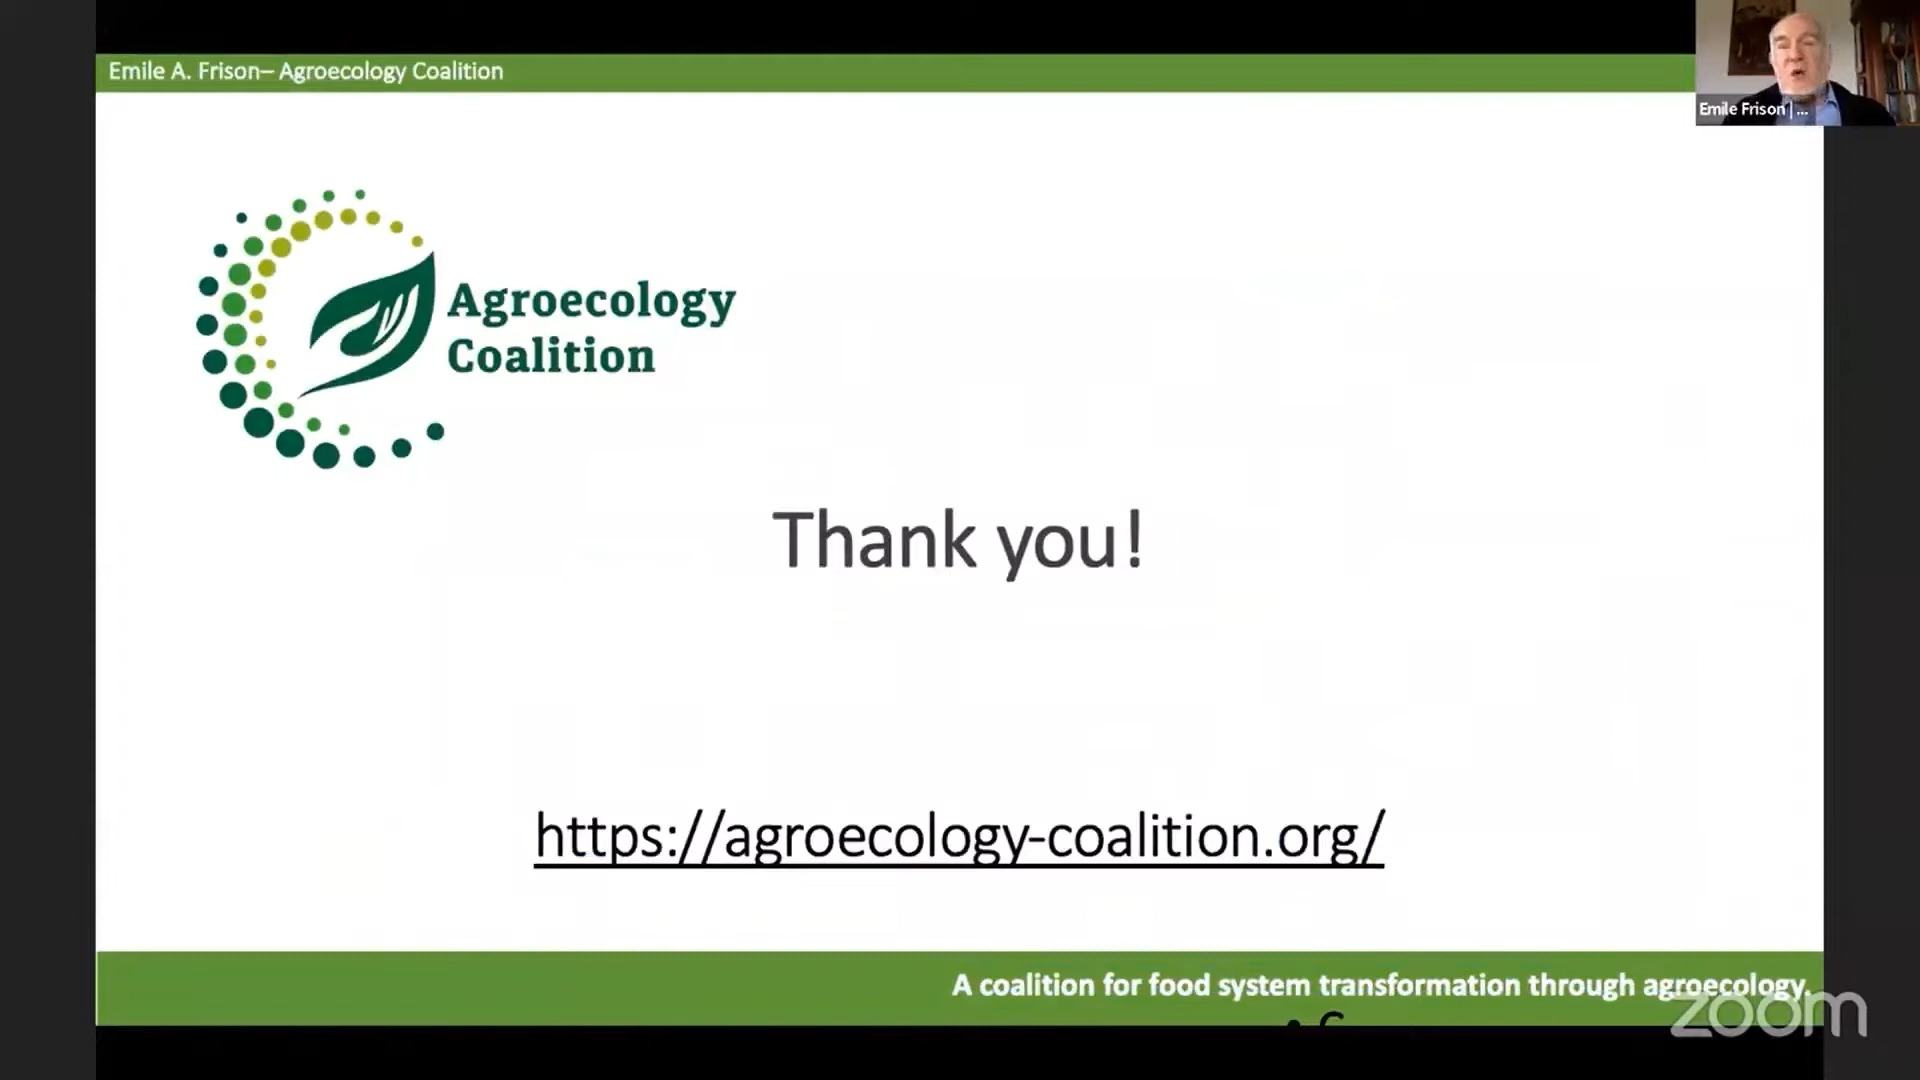 Emile A. Frison– Agroecology Coalition
Emile Frison | ...
Agroecology
Coalition
Thank you!
https://agroecology-coalition.org/
A coalition for food system transformation through agroecology.
zoom